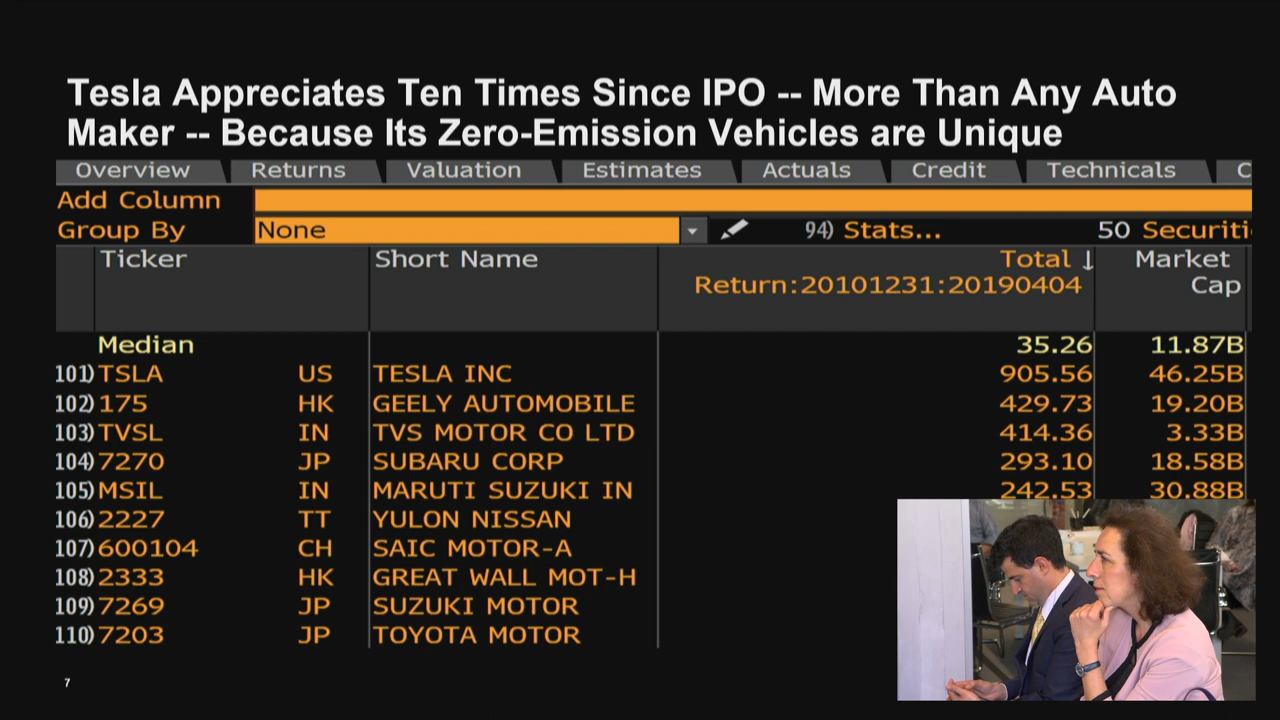 Tesla Appreciates Ten Times Since IPO -- More Than Any Auto
Maker -- Because Its Zero-Emission Vehicles are Unique
Overview Returns Valuation Estimates Actuals Credit Technicals C
Add Column
Group By None 94) Stats... 50 Securiti
Ticker Short Name Total ↓ Market
Return:20101231:20190404 Cap
Median 35.26 11.87B
101) TSLA US TESLA INC 905.56 46.25B
102) 175 HK GEELY AUTOMOBILE 429.73 19.20B
103) TVSL IN TVS MOTOR CO LTD 414.36 3.33B
104) 7270 JP SUBARU CORP 293.10 18.58B
105) MSIL IN MARUTI SUZUKI IN 242.53 30.88B
106) 2227 TT YULON NISSAN
107) 600104 CH SAIC MOTOR-A
108) 2333 HK GREAT WALL MOT-H
109) 7269 JP SUZUKI MOTOR
110) 7203 JP TOYOTA MOTOR
7